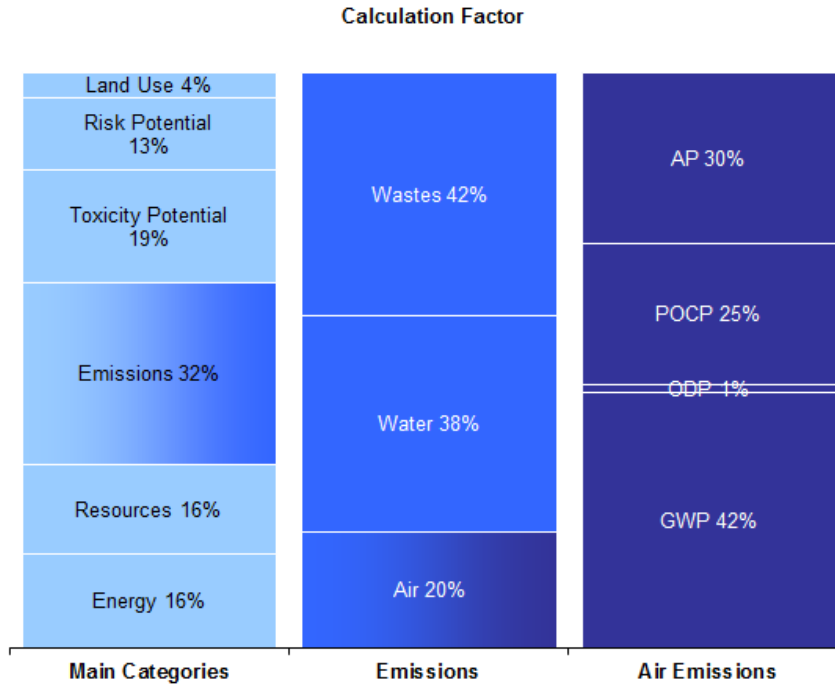 Calculation Factor
Land Use 4%
Risk Potential
13%
Toxicity Potential
19%
Emissions 32%
Resources 16%
Energy 16%
Wastes 42%
Water 38%
Air 20%
AP 30%
POCP 25%
ODP 1%
GWP 42%
Main Categories
Emissions
Air Emissions